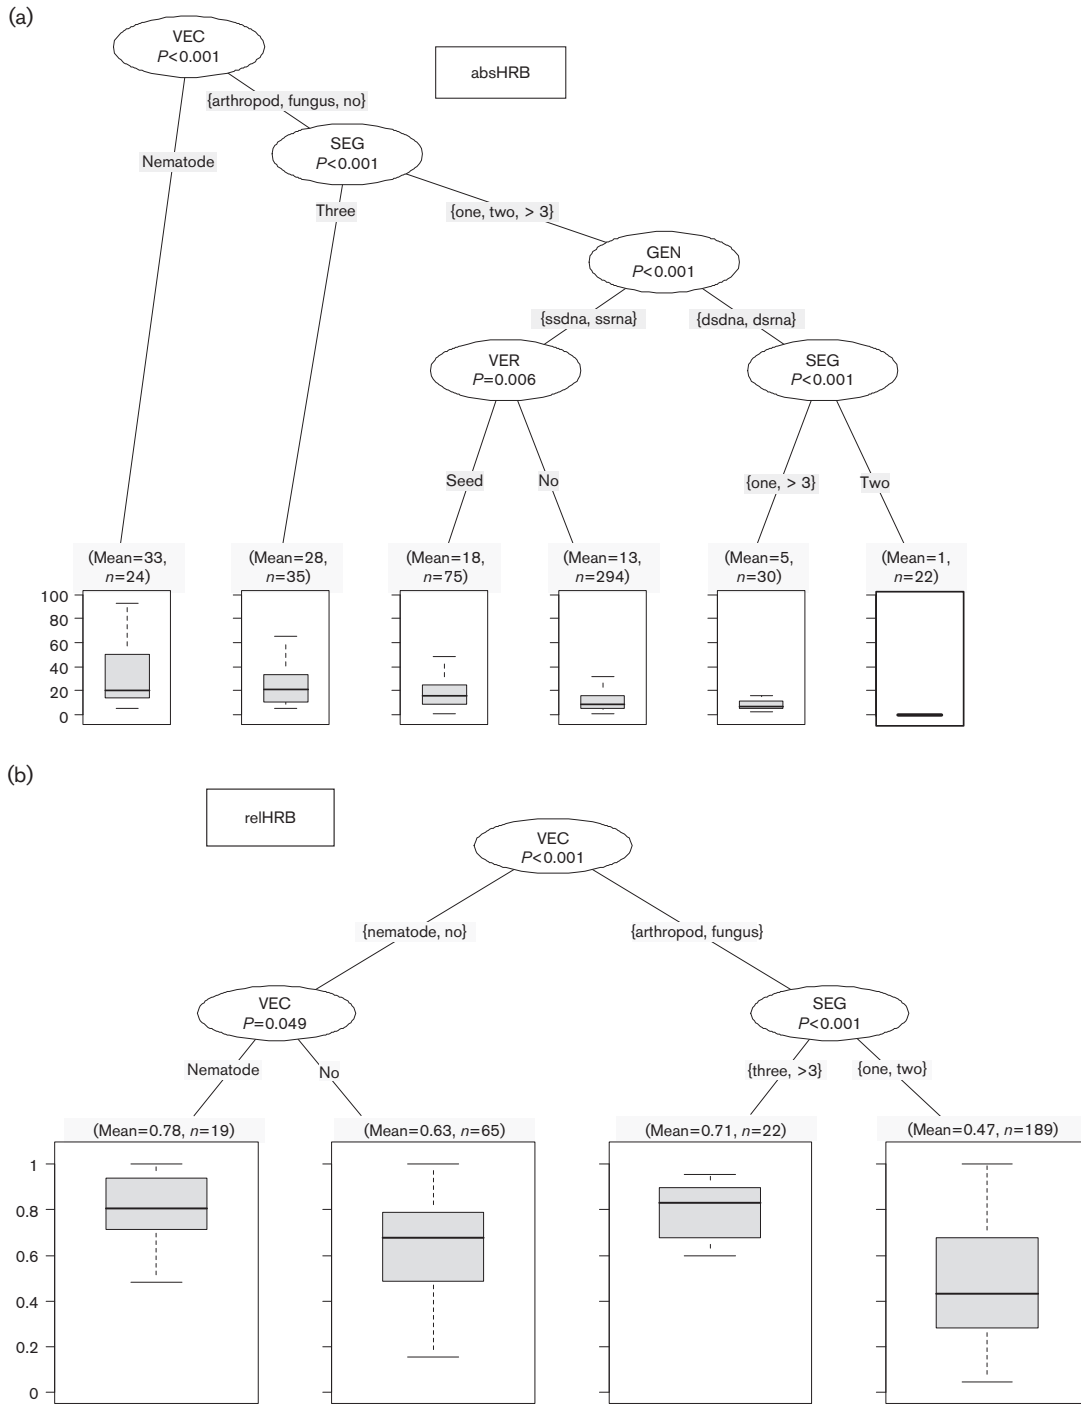 (a)
VEC
P<0.001
absHRB
{arthropod, fungus, no}
SEG
P<0.001
Nematode
Three
{one, two, > 3}
GEN
P<0.001
{ssdna, ssrna}
{dsdna, dsrna}
VER
P=0.006
SEG
P<0.001
Seed
No
{one, > 3}
Two
(Mean=33,
n=24)
(Mean=28,
n=35)
(Mean=18,
n=75)
(Mean=13,
n=294)
(Mean=5,
n=30)
(Mean=1,
n=22)
100
80
60
40
20
0
(b)
relHRB
VEC
P<0.001
{nematode, no}
{arthropod, fungus}
VEC
P=0.049
SEG
P<0.001
Nematode
No
{three, >3}
{one, two}
(Mean=0.78, n=19)
(Mean=0.63, n=65)
(Mean=0.71, n=22)
(Mean=0.47, n=189)
1
0.8
0.6
0.4
0.2
0